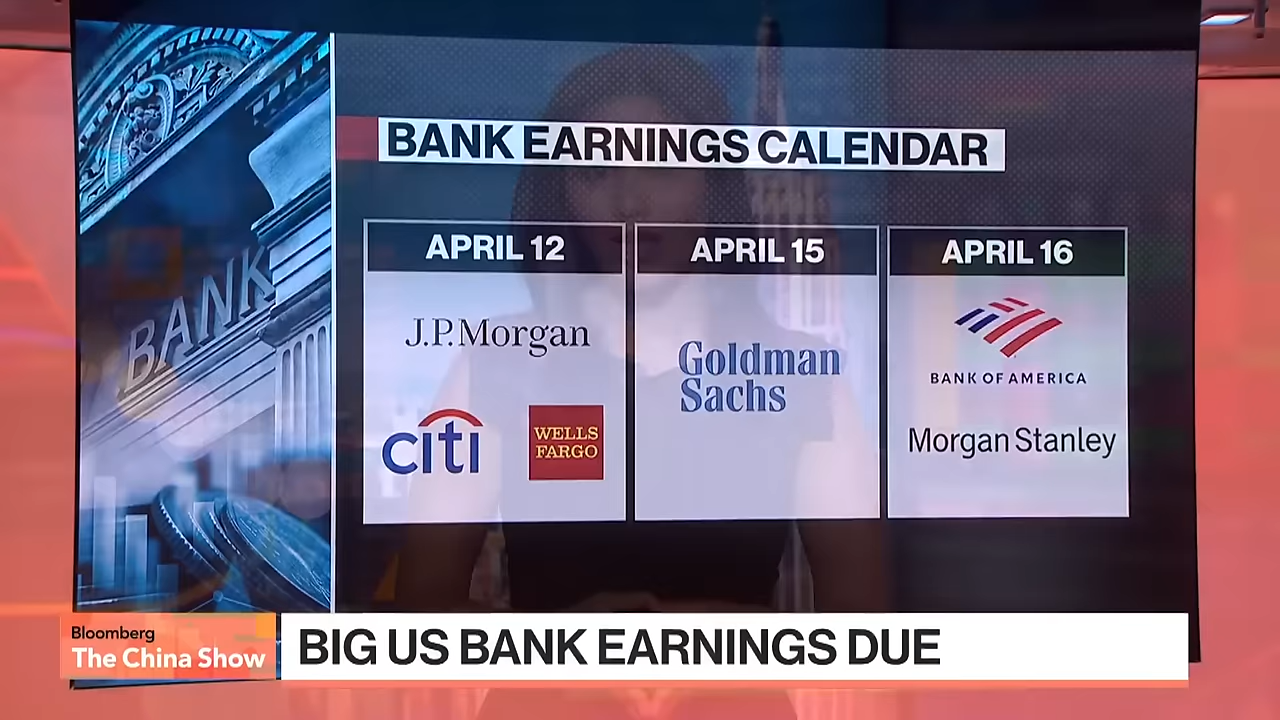 BANK
BANK EARNINGS CALENDAR
APRIL 12
J.P.Morgan
citi
WELLS
FARGO
APRIL 15
Goldman
Sachs
APRIL 16
BANK OF AMERICA
Morgan Stanley
Bloomberg
The China Show
BIG US BANK EARNINGS DUE